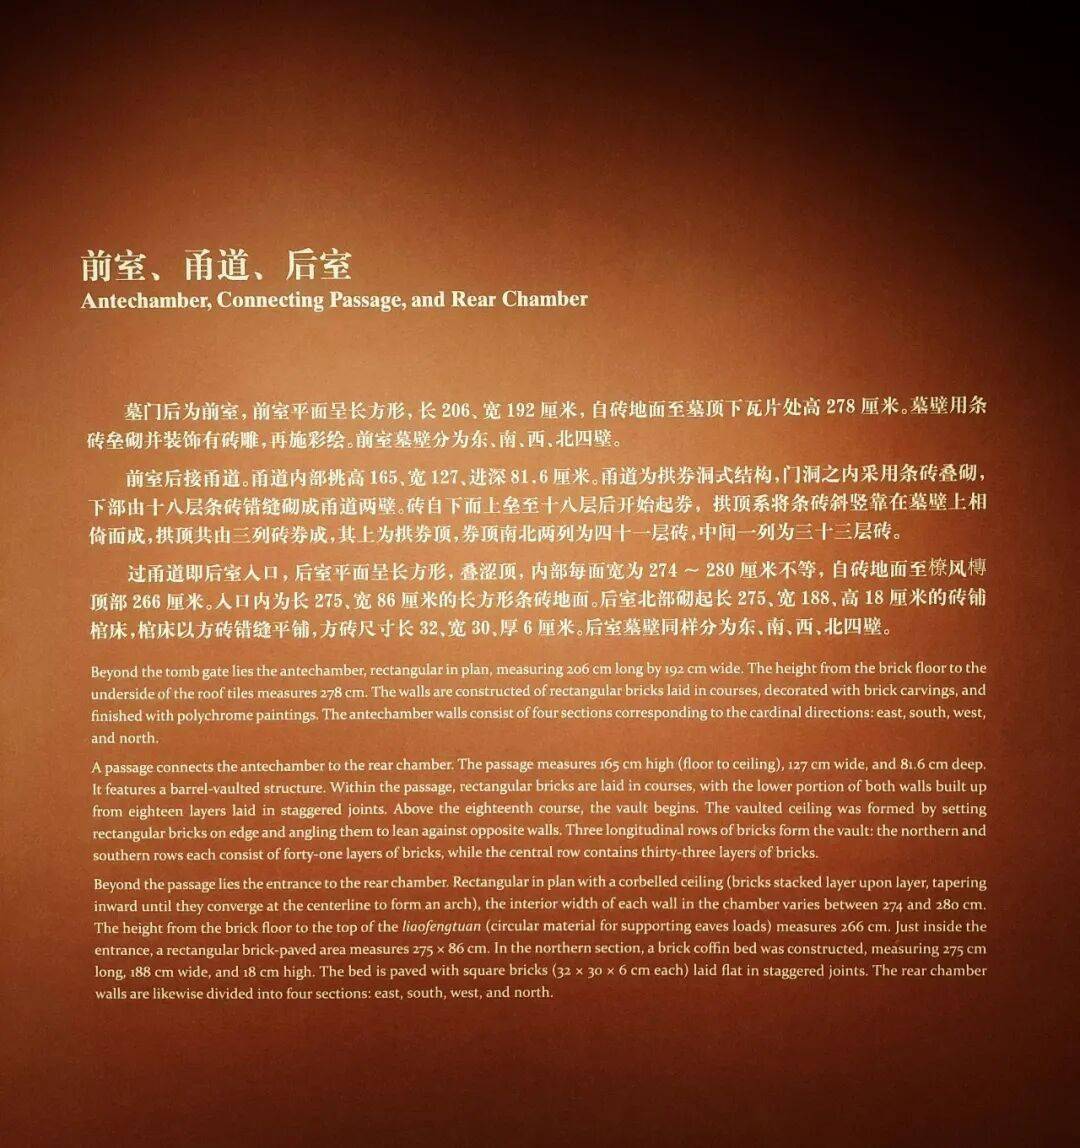 前室、甬道、后室
Antechamber, Connecting Passage, and Rear Chamber
墓门后为前室，前室平面呈长方形，长 206、宽 192 厘米，自砖地面至墓顶下瓦片处高 278 厘米。墓壁用条
砖垒砌并装饰有砖雕，再施彩绘。前室墓壁分为东、南、西、北四壁。
前室后接甬道。甬道内部挑高 165、宽 127、进深 81.6 厘米。甬道为拱券洞式结构，门洞之内采用条砖叠砌，
下部由十八层条砖错缝砌成甬道两壁。砖自下而上垒至十八层后开始起券，拱顶系将条砖斜竖靠在墓壁上相
倚而成，拱顶共由三列砖券成，其上为拱券顶，券顶南北两列为四十一层砖，中间一列为三十三层砖。
过甬道即后室入口，后室平面呈长方形，叠涩顶，内部每面宽为 274 ～ 280 厘米不等，自砖地面至橑风槫
顶部 266 厘米。入口内为长 275、宽 86 厘米的长方形条砖地面。后室北部砌起长 275、宽 188、高 18 厘米的砖铺
棺床，棺床以方砖错缝平铺，方砖尺寸长 32、宽 30、厚 6 厘米。后室墓壁同样分为东、南、西、北四壁。
Beyond the tomb gate lies the antechamber, rectangular in plan, measuring 206 cm long by 192 cm wide. The height from the brick floor to the
underside of the roof tiles measures 278 cm. The walls are constructed of rectangular bricks laid in courses, decorated with brick carvings, and
finished with polychrome paintings. The antechamber walls consist of four sections corresponding to the cardinal directions: east, south, west,
and north.
A passage connects the antechamber to the rear chamber. The passage measures 165 cm high (floor to ceiling), 127 cm wide, and 81.6 cm deep.
It features a barrel-vaulted structure. Within the passage, rectangular bricks are laid in courses, with the lower portion of both walls built up
from eighteen layers laid in staggered joints. Above the eighteenth course, the vault begins. The vaulted ceiling was formed by setting
rectangular bricks on edge and angling them to lean against opposite walls. Three longitudinal rows of bricks form the vault: the northern and
southern rows each consist of forty-one layers of bricks, while the central row contains thirty-three layers of bricks.
Beyond the passage lies the entrance to the rear chamber. Rectangular in plan with a corbelled ceiling (bricks stacked layer upon layer, tapering
inward until they converge at the centerline to form an arch), the interior width of each wall in the chamber varies between 274 and 280 cm.
The height from the brick floor to the top of the liaofengtuan (circular material for supporting eaves loads) measures 266 cm. Just inside the
entrance, a rectangular brick-paved area measures 275 × 86 cm. In the northern section, a brick coffin bed was constructed, measuring 275 cm
long, 188 cm wide, and 18 cm high. The bed is paved with square bricks (32 × 30 × 6 cm each) laid flat in staggered joints. The rear chamber
walls are likewise divided into four sections: east, south, west, and north.